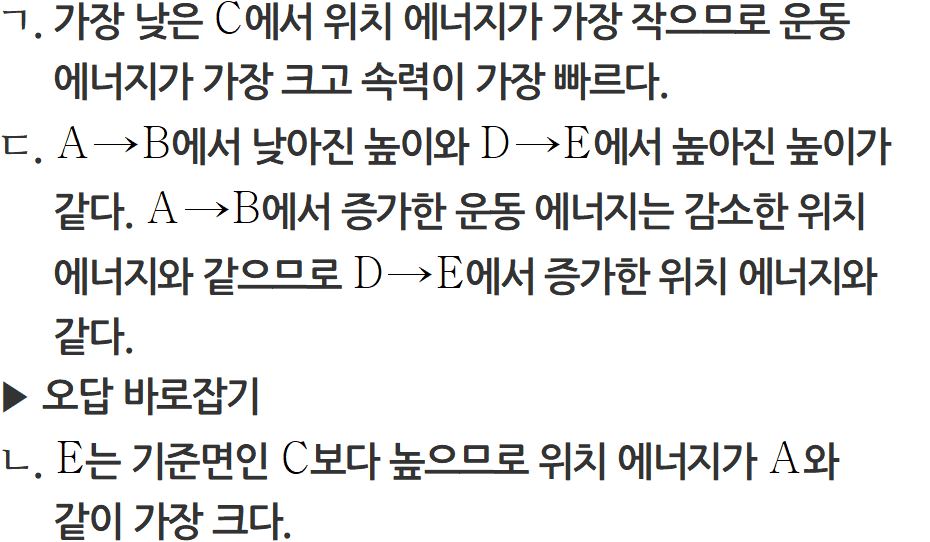 ㄱ. 가장 낮은 C에서 위치 에너지가 가장 작으므로 운동
에너지가 가장 크고 속력이 가장 빠르다.
ㄷ. A→B에서 낮아진 높이와 D→E에서 높아진 높이가
같다. A→B에서 증가한 운동 에너지는 감소한 위치
에너지와 같으므로 D→E에서 증가한 위치 에너지와
같다.
▶ 오답 바로잡기
ㄴ. E는 기준면인 C보다 높으므로 위치 에너지가 A와
같이 가장 크다.